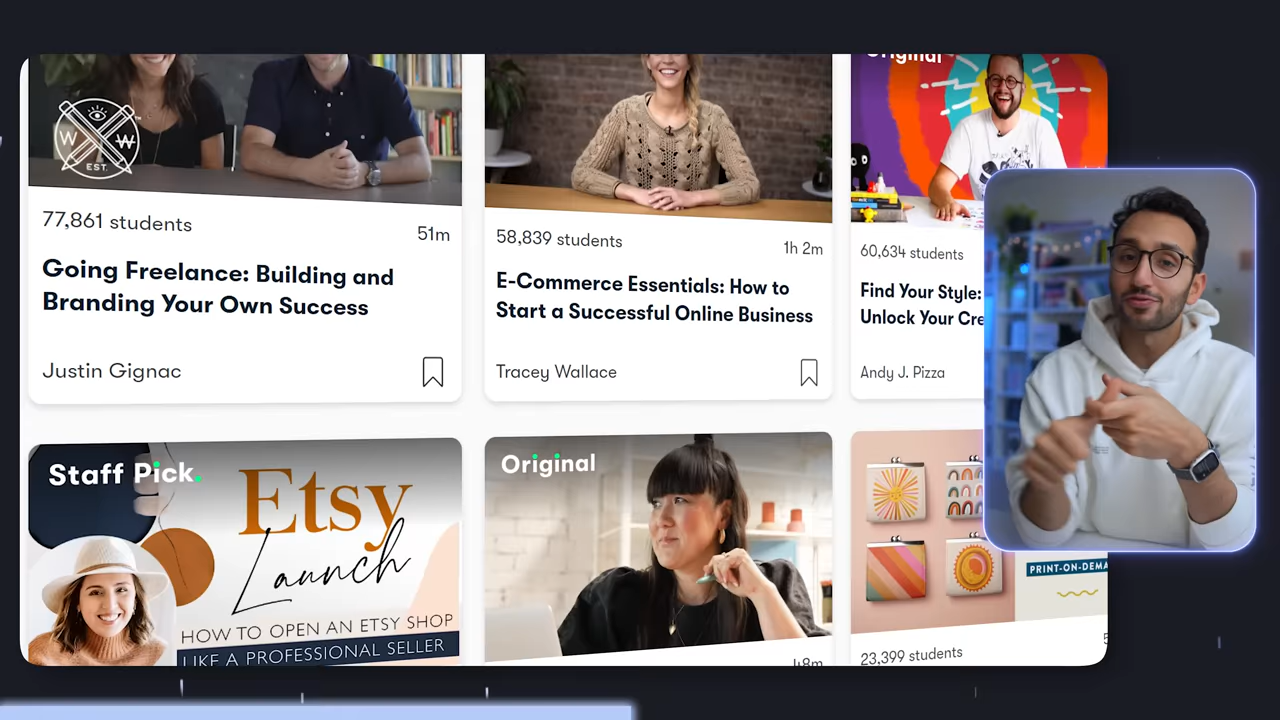 Original
W W
EST.
77,861 students
51m
Going Freelance: Building and
Branding Your Own Success
Justin Gignac
58,839 students
1h 2m
E-Commerce Essentials: How to
Start a Successful Online Business
Tracey Wallace
60,634 students
Find Your Style:
Unlock Your Cre
Andy J. Pizza
Staff Pick.
Etsy
Launch
HOW TO OPEN AN ETSY SHOP
LIKE A PROFESSIONAL SELLER
Original
48m
PRINT-ON-DEMA
23,399 students